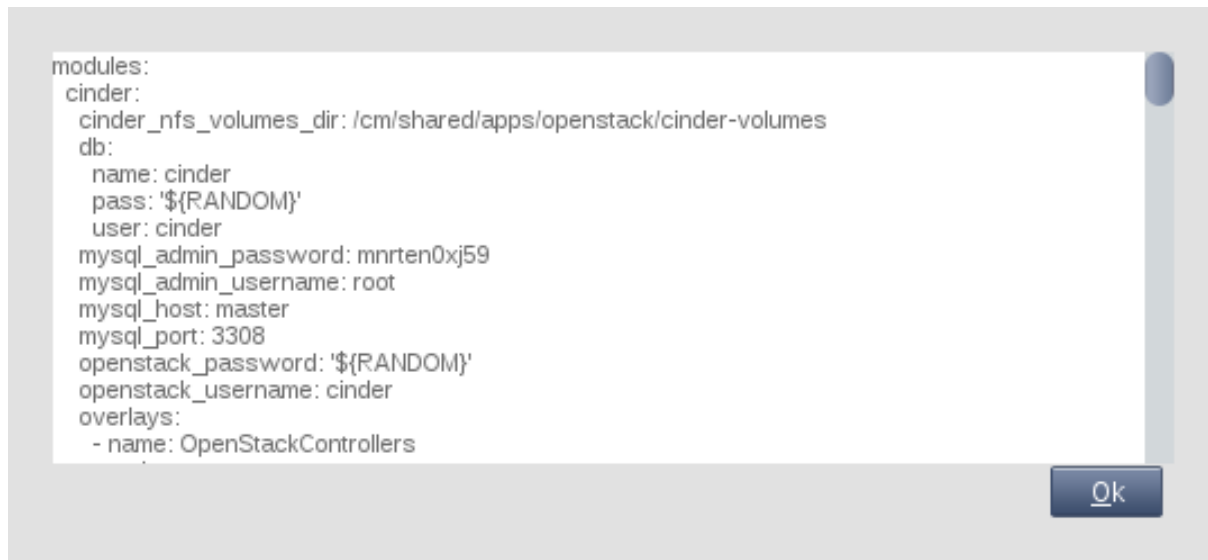 modules:
cinder:
cinder_nfs_volumes_dir: /cm/shared/apps/openstack/cinder-volumes
db:
name: cinder
pass: '${RANDOM}'
user: cinder
mysql_admin_password: mnrten0xj59
mysql_admin_username: root
mysql_host: master
mysql_port: 3308
openstack_password: '${RANDOM}'
openstack_username: cinder
overlays:
- name: OpenStackControllers
Ok